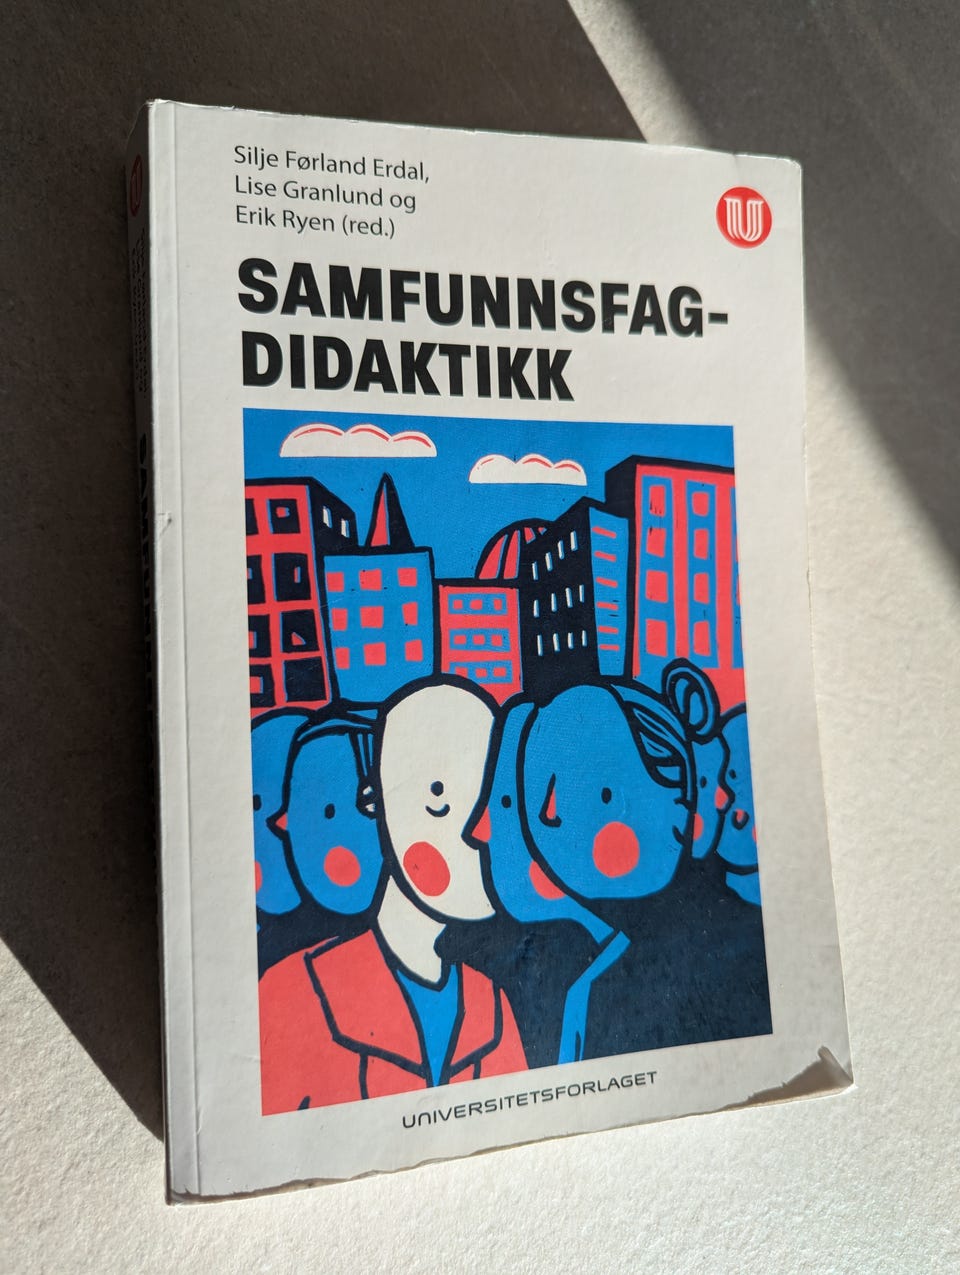 Silje Førland Erdal,
Lise Granlund og
Erik Ryen (red.)
SAMFUNNSFAG-
DIDAKTIKK
UNIVERSITETSFORLAGET